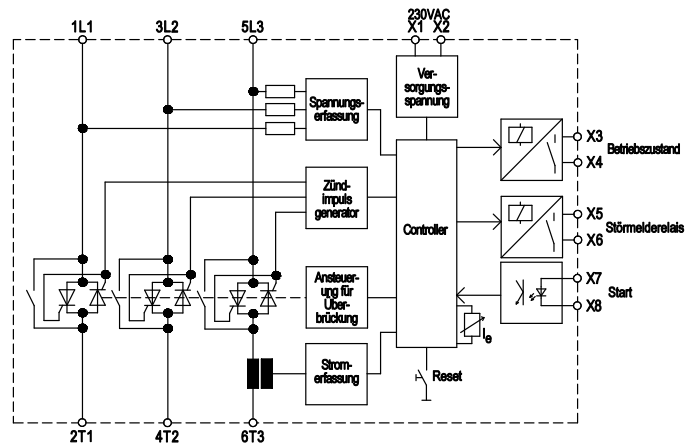 230VAC
1L1 3L2 5L3 X1 X2
Ver-
sorgungs-
spannung
Spannungs-
erfassung
X3
X4
Betriebszustand
Zünd-
impuls
generator
Controller
X5
X6
Störmelderelais
Ansteuer-
ung für
Über-
brückung
X7
X8
Start
Ie
Strom-
erfassung
Reset
2T1 4T2 6T3